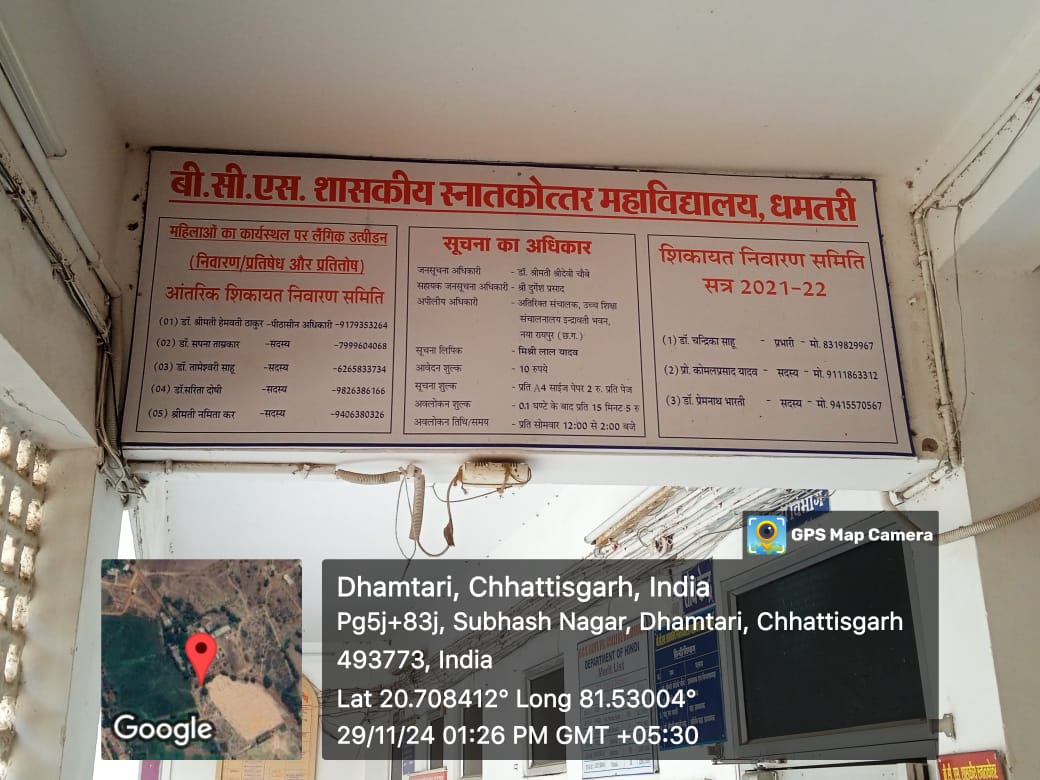 बी.सी.एस. शासकीय स्नातकोत्तर महाविद्यालय, धमतरी
महिलाओं का कार्यस्थल पर लैंगिक उत्पीडन
(निवारण/प्रतिषेध और प्रतितोष)
आंतरिक शिकायत निवारण समिति
(01) डॉ. श्रीमती हेमवती ठाकुर -पीठासीन अधिकारी -9179353264
(02) डॉ. सपना ताम्रकार -सदस्य -7999604068
(03) डॉ. तामेश्वरी साहू -सदस्य -6265833734
(04) डॉ.सरिता दोषी -सदस्य -9826386166
(05) श्रीमती नमिता कर -सदस्य -9406380326
सूचना का अधिकार
जनसूचना अधिकारी - डॉ. श्रीमती श्रीदेवी चौबे
सहायक जनसूचना अधिकारी - श्री दुर्गेश प्रसाद
अपीलीय अधिकारी - अतिरिक्त संचालक, उच्च शिक्षा
संचालनालय इन्द्रावती भवन,
नया रायपुर (छ.ग.)
सूचना लिपिक - मिश्री लाल यादव
आवेदन शुल्क - 10 रुपये
सूचना शुल्क - प्रति A4 साईज पेपर 2 रु. प्रति पेज
अवलोकन शुल्क - 0.1 घण्टे के बाद प्रति 15 मिनट-5 रु
अवलोकन तिथि/समय - प्रति सोमवार 12:00 से 2:00 बजे
शिकायत निवारण समिति
सत्र 2021-22
(1) डॉ. चन्द्रिका साहू - प्रभारी - मो. 8319829967
(2) प्रो. कोमलप्रसाद यादव - सदस्य - मो. 9111863312
(3) डॉ. प्रेमनाथ भारती - सदस्य - मो. 9415570567
विभाग
GPS Map Camera
DEPARTMENT OF HINDI
Merit List
Google
Dhamtari, Chhattisgarh, India
Pg5j+83j, Subhash Nagar, Dhamtari, Chhattisgarh
493773, India
Lat 20.708412° Long 81.53004°
29/11/24 01:26 PM GMT +05:30